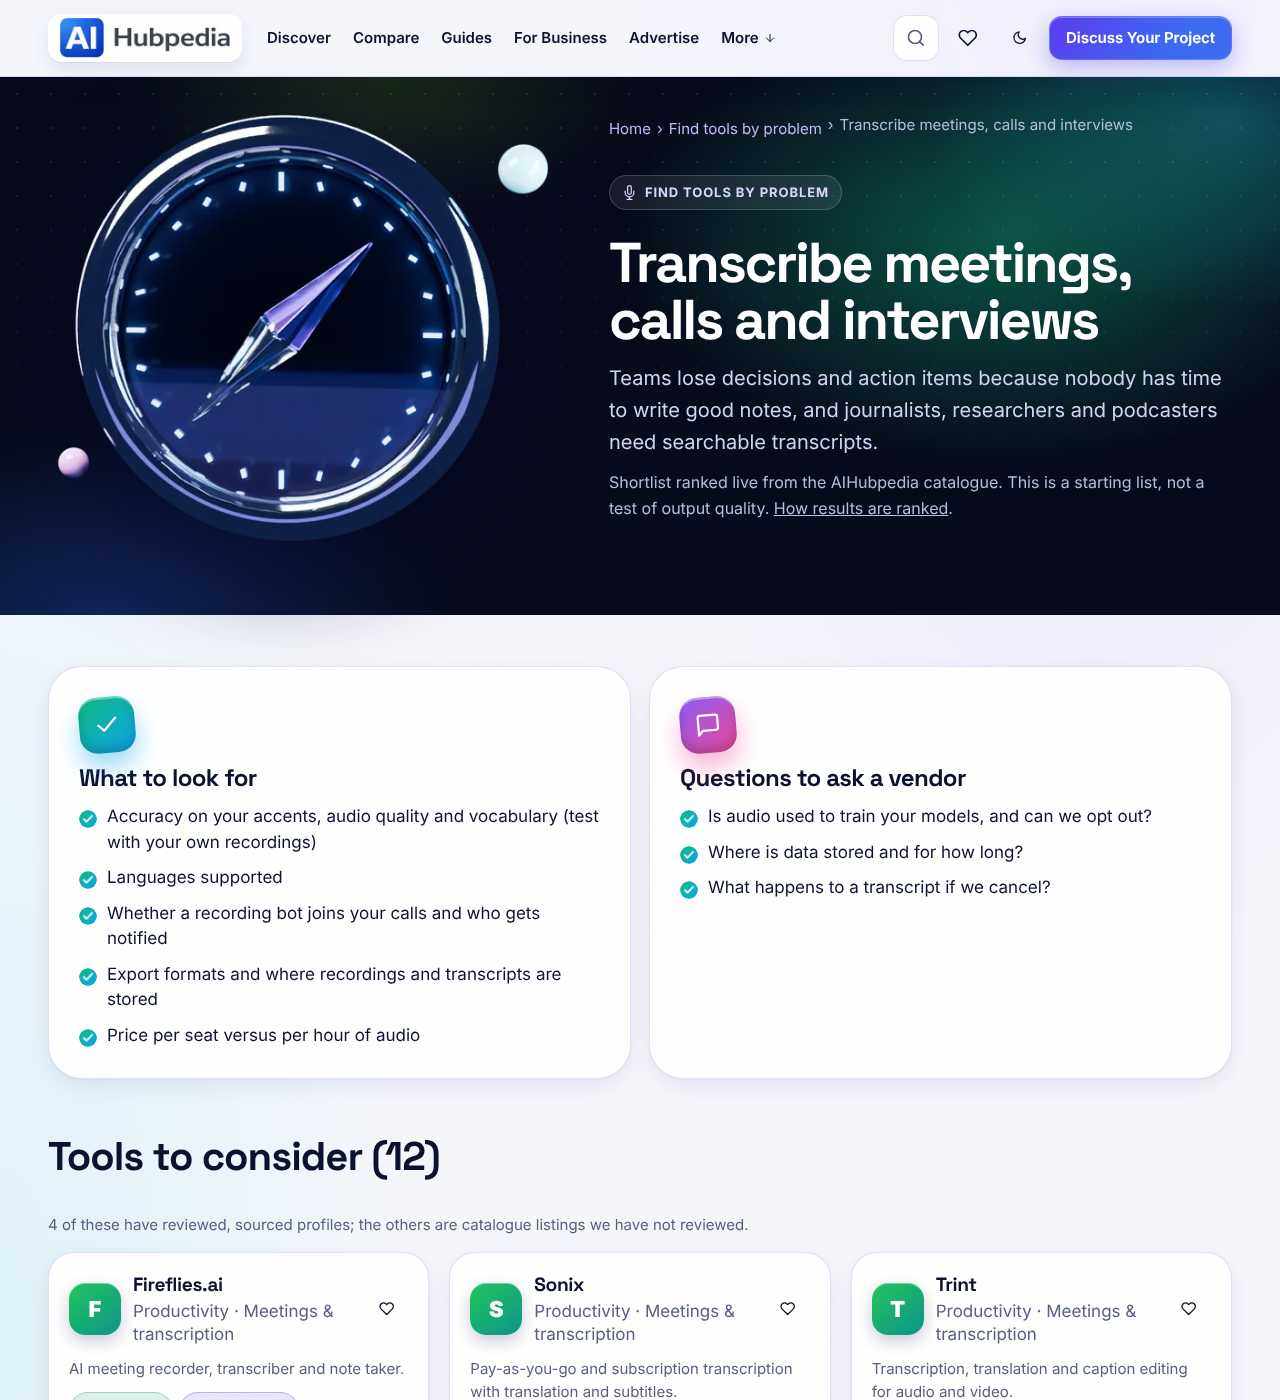 AI Hubpedia
Discover
Compare
Guides
For Business
Advertise
More
Discuss Your Project
Home › Find tools by problem › Transcribe meetings, calls and interviews
FIND TOOLS BY PROBLEM
Transcribe meetings,
calls and interviews
Teams lose decisions and action items because nobody has time
to write good notes, and journalists, researchers and podcasters
need searchable transcripts.
Shortlist ranked live from the AIHubpedia catalogue. This is a starting list, not a
test of output quality. How results are ranked.
What to look for
Accuracy on your accents, audio quality and vocabulary (test
with your own recordings)
Languages supported
Whether a recording bot joins your calls and who gets
notified
Export formats and where recordings and transcripts are
stored
Price per seat versus per hour of audio
Questions to ask a vendor
Is audio used to train your models, and can we opt out?
Where is data stored and for how long?
What happens to a transcript if we cancel?
Tools to consider (12)
4 of these have reviewed, sourced profiles; the others are catalogue listings we have not reviewed.
F
Fireflies.ai
Productivity · Meetings &
transcription
AI meeting recorder, transcriber and note taker.
S
Sonix
Productivity · Meetings &
transcription
Pay-as-you-go and subscription transcription
with translation and subtitles.
T
Trint
Productivity · Meetings &
transcription
Transcription, translation and caption editing
for audio and video.